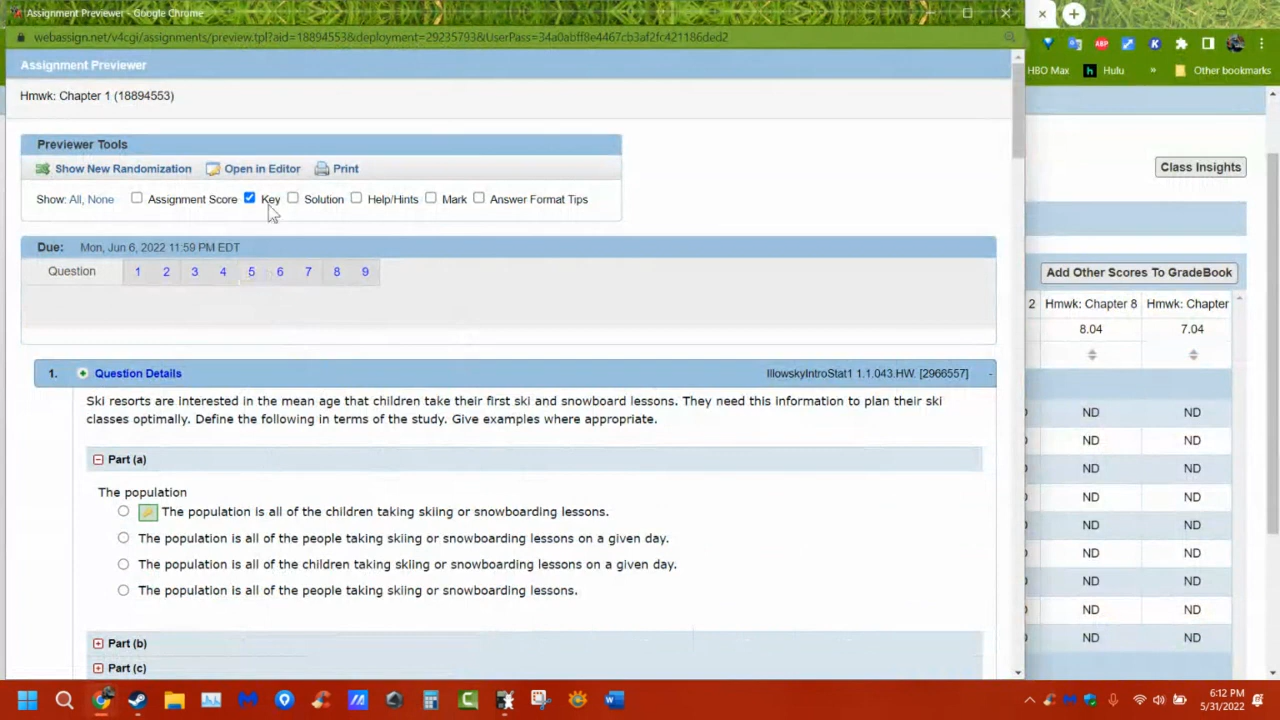 Assignment Previewer - Google Chrome
webassign.net/v4cgi/assignments/preview.tpl?aid=18894553&deployment=29235793&UserPass=34a0abff8e4467cb3af2fc421186ded2
ABP
K
HBO Max h Hulu » Other bookmarks
Assignment Previewer
Hmwk: Chapter 1 (18894553)
Previewer Tools
Show New Randomization Open in Editor Print
Class Insights
Show: All, None Assignment Score Key Solution Help/Hints Mark Answer Format Tips
Due: Mon, Jun 6, 2022 11:59 PM EDT
Question 1 2 3 4 5 6 7 8 9
Add Other Scores To GradeBook
2 Hmwk: Chapter 8 Hmwk: Chapter
8.04 7.04
1. Question Details IllowskyIntroStat1 1.1.043.HW. [2966557] -
Ski resorts are interested in the mean age that children take their first ski and snowboard lessons. They need this information to plan their ski
classes optimally. Define the following in terms of the study. Give examples where appropriate.
Part (a)
The population
The population is all of the children taking skiing or snowboarding lessons.
The population is all of the people taking skiing or snowboarding lessons on a given day.
The population is all of the children taking skiing or snowboarding lessons on a given day.
The population is all of the people taking skiing or snowboarding lessons.
Part (b)
Part (c)
ND ND
ND ND
ND ND
ND ND
ND ND
ND ND
ND ND
ND ND
ND ND
6:12 PM
5/31/2022